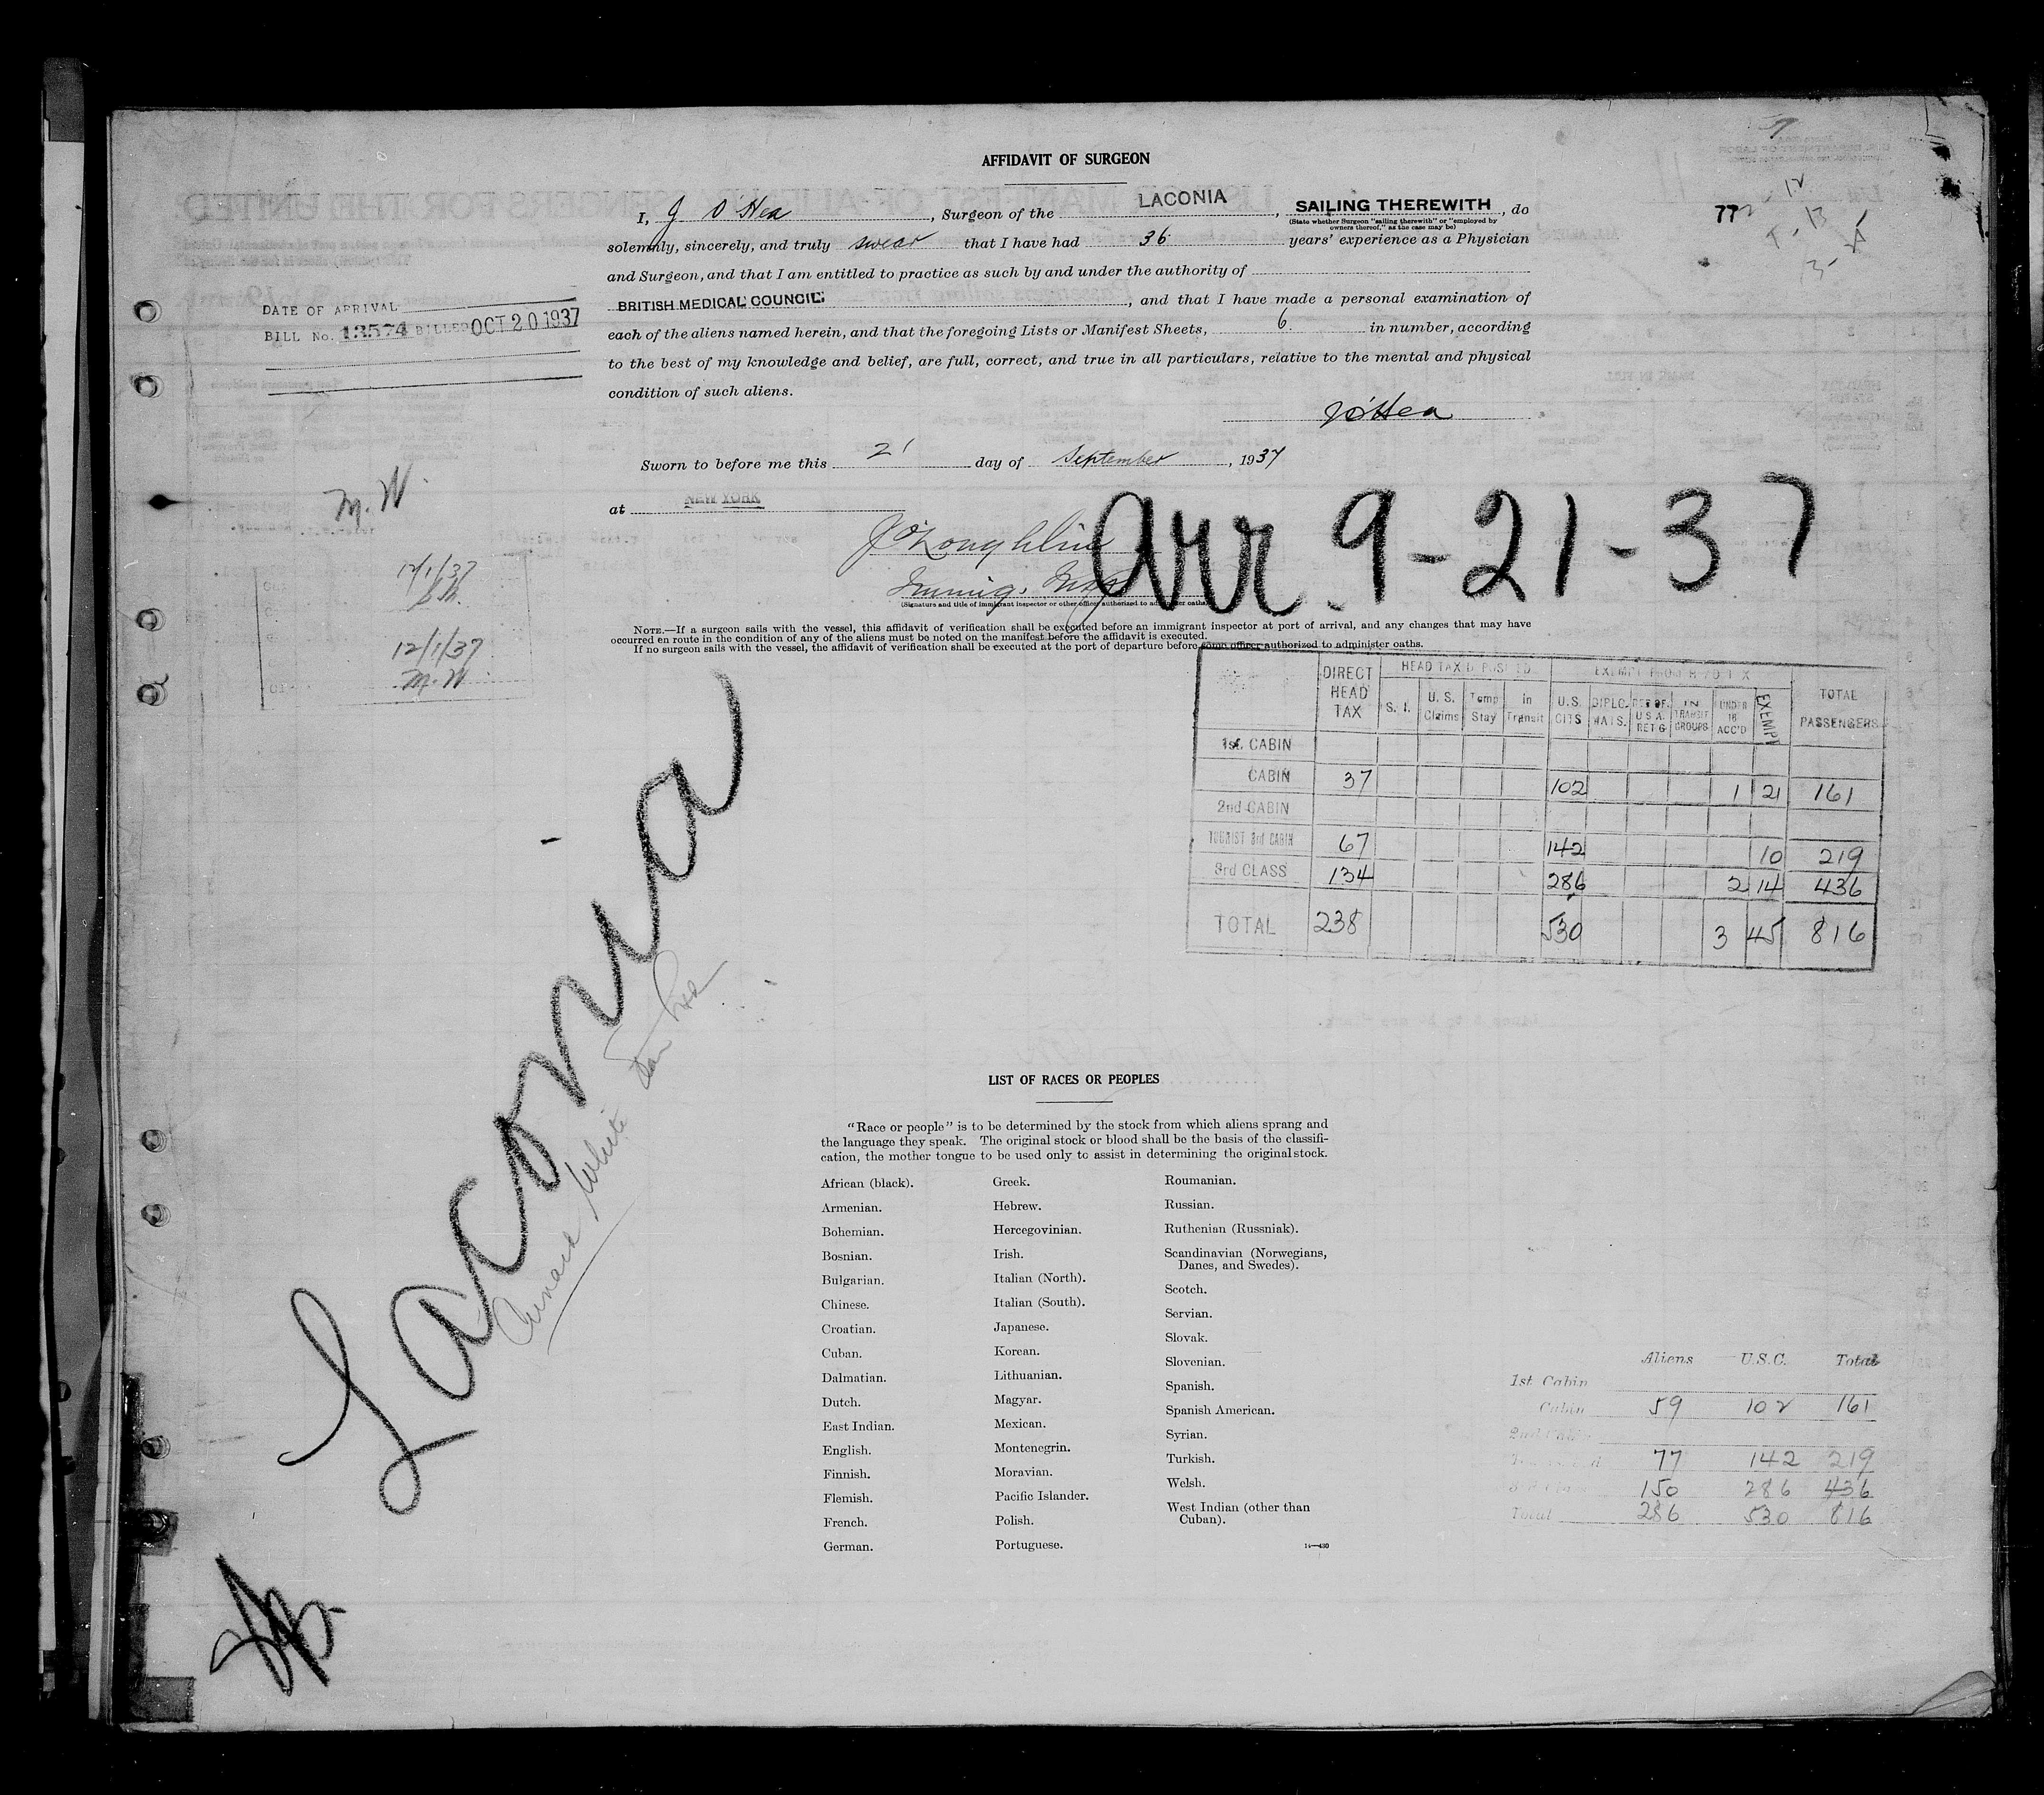 AFFIDAVIT OF SURGEON
I, J O'Hea, Surgeon of the LACONIA, SAILING THEREWITH, do
(State whether Surgeon "sailing therewith" or "employed by
owners thereof," as the case may be)
solemnly, sincerely, and truly swear that I have had 36 years' experience as a Physician
and Surgeon, and that I am entitled to practice as such by and under the authority of
BRITISH MEDICAL COUNCIL, and that I have made a personal examination of
each of the aliens named herein, and that the foregoing Lists or Manifest Sheets, 6 in number, according
to the best of my knowledge and belief, are full, correct, and true in all particulars, relative to the mental and physical
condition of such aliens.
J O'Hea
Sworn to before me this 21 day of September, 1937
at NEW YORK
J O'Loughlin
Immig. Insp
(Signature and title of immigrant inspector or other officer authorized to administer oaths)
NOTE.—If a surgeon sails with the vessel, this affidavit of verification shall be executed before an immigrant inspector at port of arrival, and any changes that may have
occurred en route in the condition of any of the aliens must be noted on the manifest before the affidavit is executed.
If no surgeon sails with the vessel, the affidavit of verification shall be executed at the port of departure before some officer authorized to administer oaths.
77
Arr. 9-21-37
DATE OF ARRIVAL
BILL No. 13574 BILLED OCT 20 1937
M.W.
12/1/37
12/1/37
M.W.
DIRECT HEAD TAX
HEAD TAX DEPOSITED
S. I. U. S. Claims Temp Stay in Transit
EXEMPT FROM HEAD TAX
U.S. CITS DIPLOMATS. RET'G IN TRANSIT GROUPS UNDER 16 ACC'D EXEMPT
TOTAL PASSENGERS
1st CABIN
CABIN 37 102 1 21 161
2nd CABIN
TOURIST 3rd CABIN 67 142 10 219
3rd CLASS 134 286 2 14 436
TOTAL 238 530 3 45 816
Laconia
Cunard White Star
LIST OF RACES OR PEOPLES
"Race or people" is to be determined by the stock from which aliens sprang and
the language they speak. The original stock or blood shall be the basis of the classifi-
cation, the mother tongue to be used only to assist in determining the original stock.
African (black).
Armenian.
Bohemian.
Bosnian.
Bulgarian.
Chinese.
Croatian.
Cuban.
Dalmatian.
Dutch.
East Indian.
English.
Finnish.
Flemish.
French.
German.
Greek.
Hebrew.
Hercegovinian.
Irish.
Italian (North).
Italian (South).
Japanese.
Korean.
Lithuanian.
Magyar.
Mexican.
Montenegrin.
Moravian.
Pacific Islander.
Polish.
Portuguese.
Roumanian.
Russian.
Ruthenian (Russniak).
Scandinavian (Norwegians,
Danes, and Swedes).
Scotch.
Servian.
Slovak.
Slovenian.
Spanish.
Spanish American.
Syrian.
Turkish.
Welsh.
West Indian (other than
Cuban).
14—430
Aliens U.S.C. Total
1st Cabin
Cabin 59 102 161
77 142 219
150 286 436
Total 286 530 816